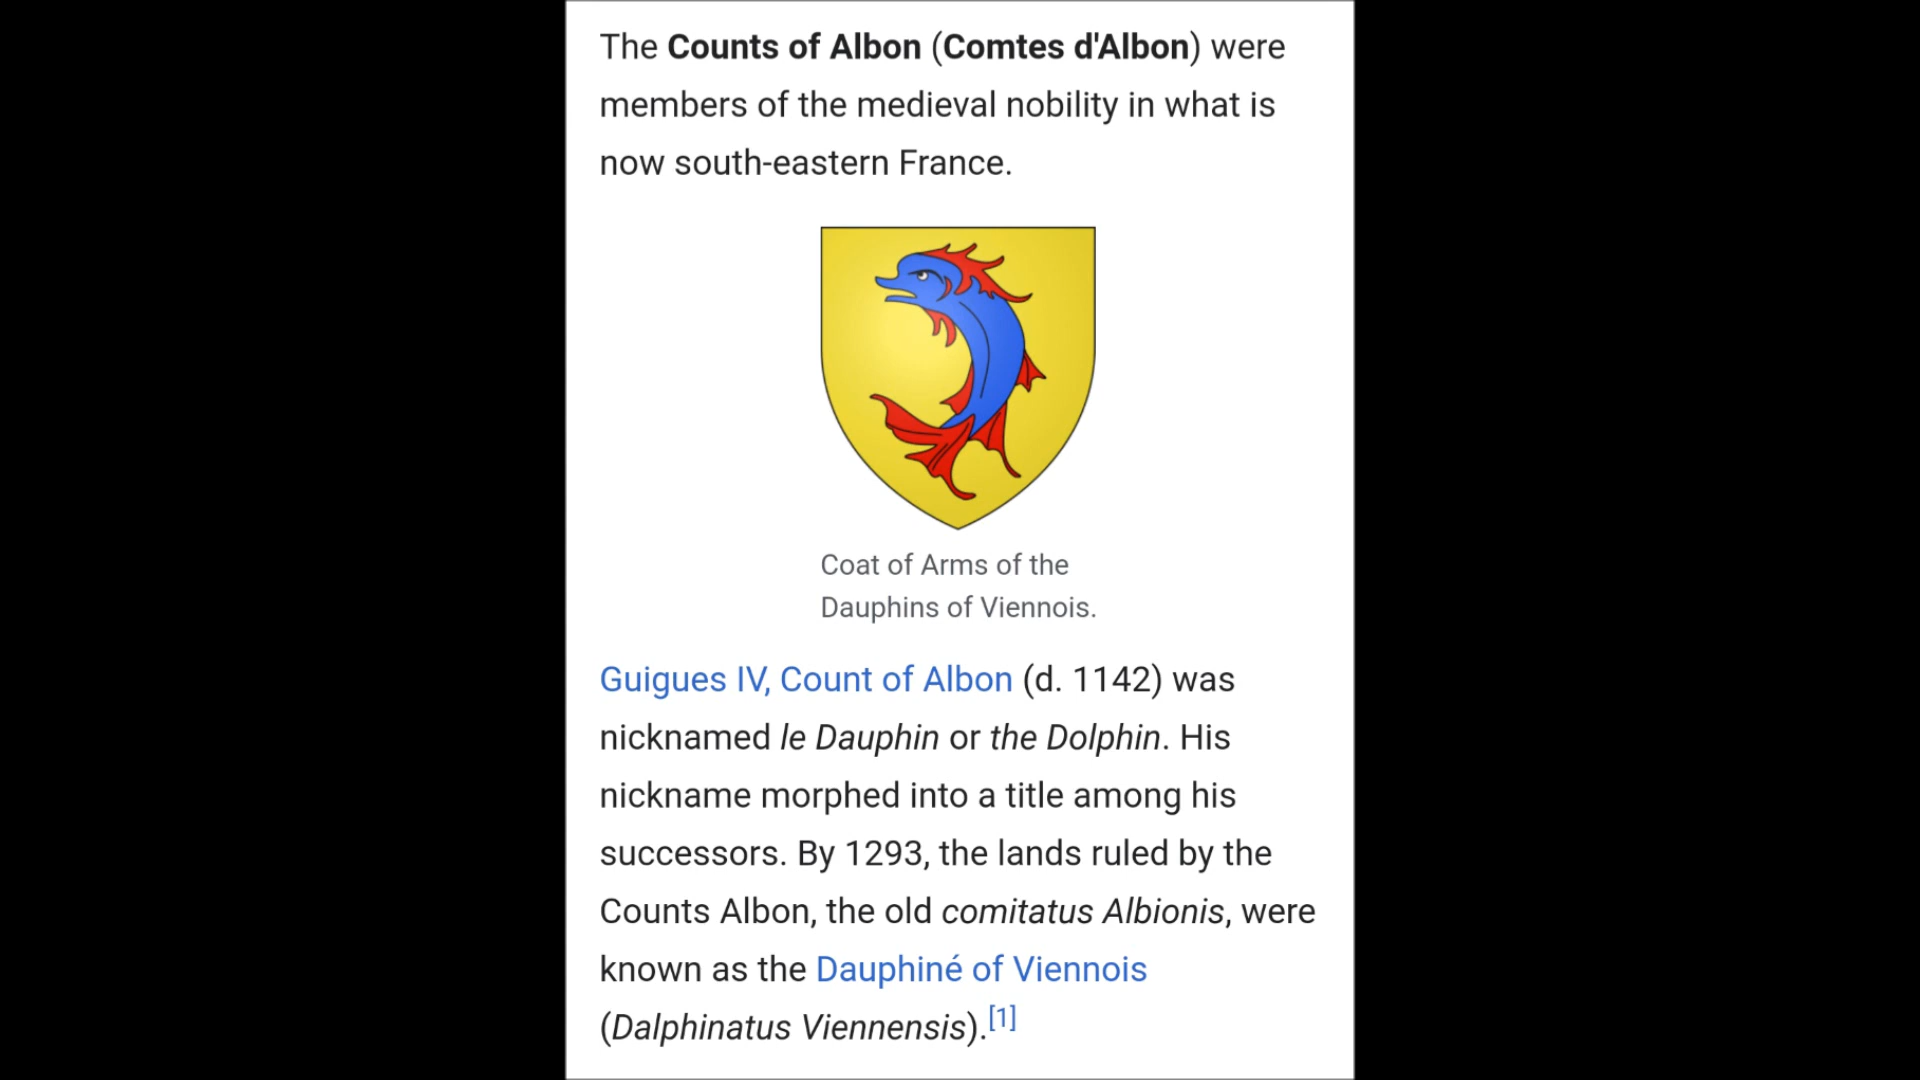 The Counts of Albon (Comtes d'Albon) were
members of the medieval nobility in what is
now south-eastern France.
Coat of Arms of the
Dauphins of Viennois.
Guigues IV, Count of Albon (d. 1142) was
nicknamed le Dauphin or the Dolphin. His
nickname morphed into a title among his
successors. By 1293, the lands ruled by the
Counts Albon, the old comitatus Albionis, were
known as the Dauphiné of Viennois
(Dalphinatus Viennensis).[1]